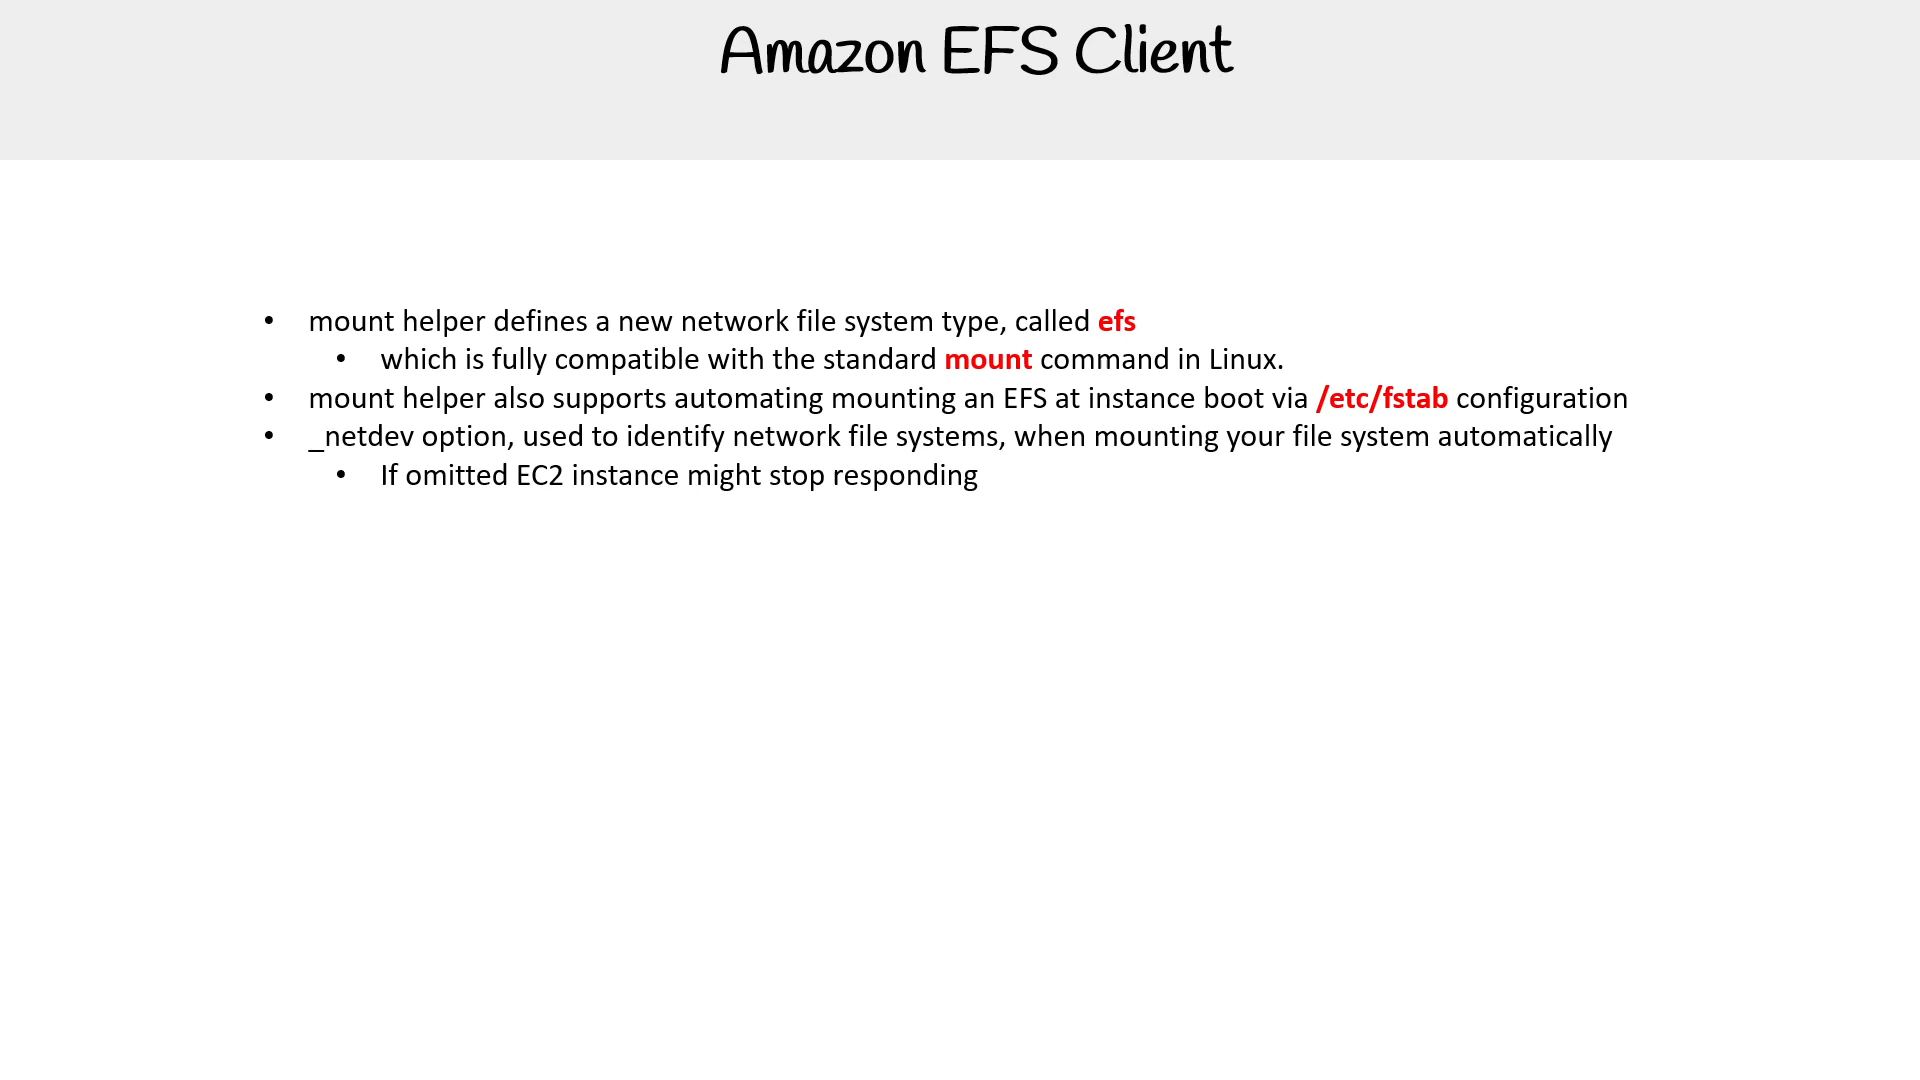 Amazon EFS Client
• mount helper defines a new network file system type, called efs
• which is fully compatible with the standard mount command in Linux.
• mount helper also supports automating mounting an EFS at instance boot via /etc/fstab configuration
• _netdev option, used to identify network file systems, when mounting your file system automatically
• If omitted EC2 instance might stop responding